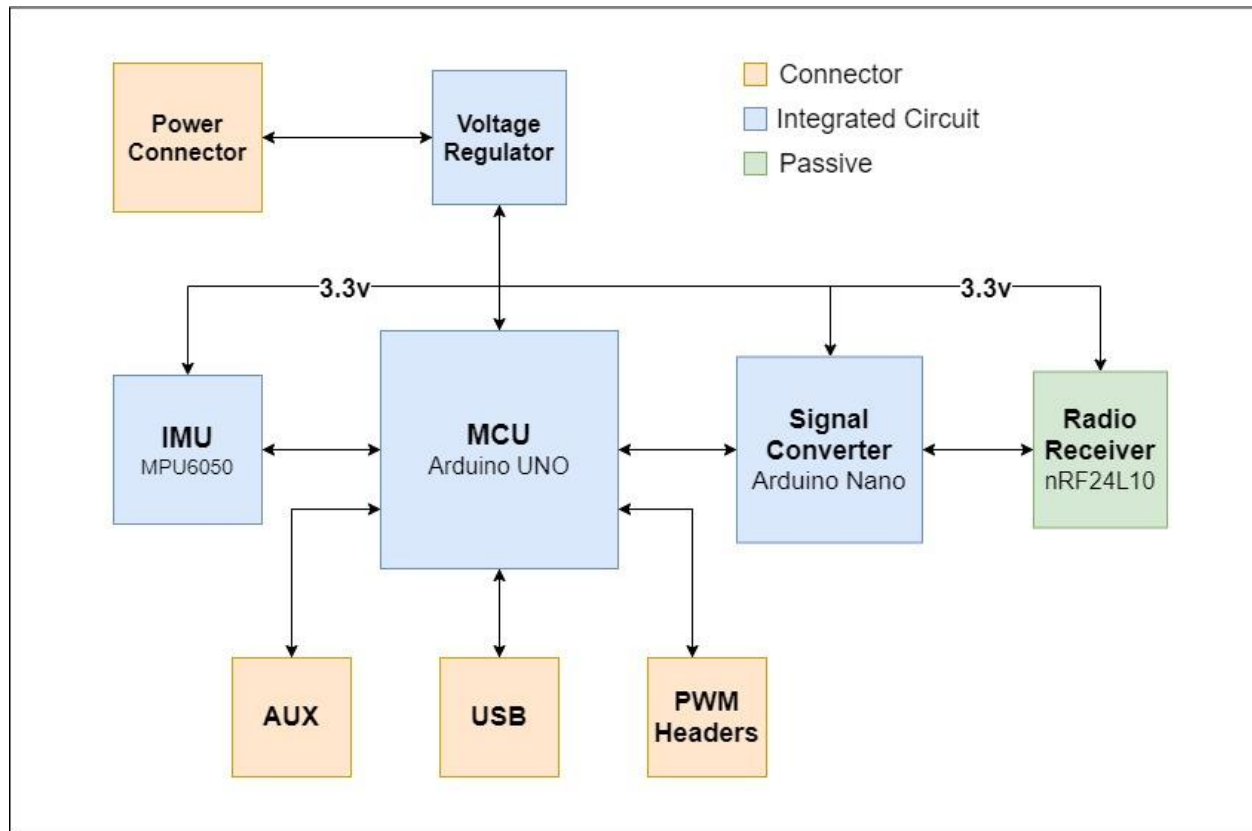 Power
Connector
Voltage
Regulator
Connector
Integrated Circuit
Passive
3.3v
3.3v
IMU
MPU6050
MCU
Arduino UNO
Signal
Converter
Arduino Nano
Radio
Receiver
nRF24L10
AUX
USB
PWM
Headers